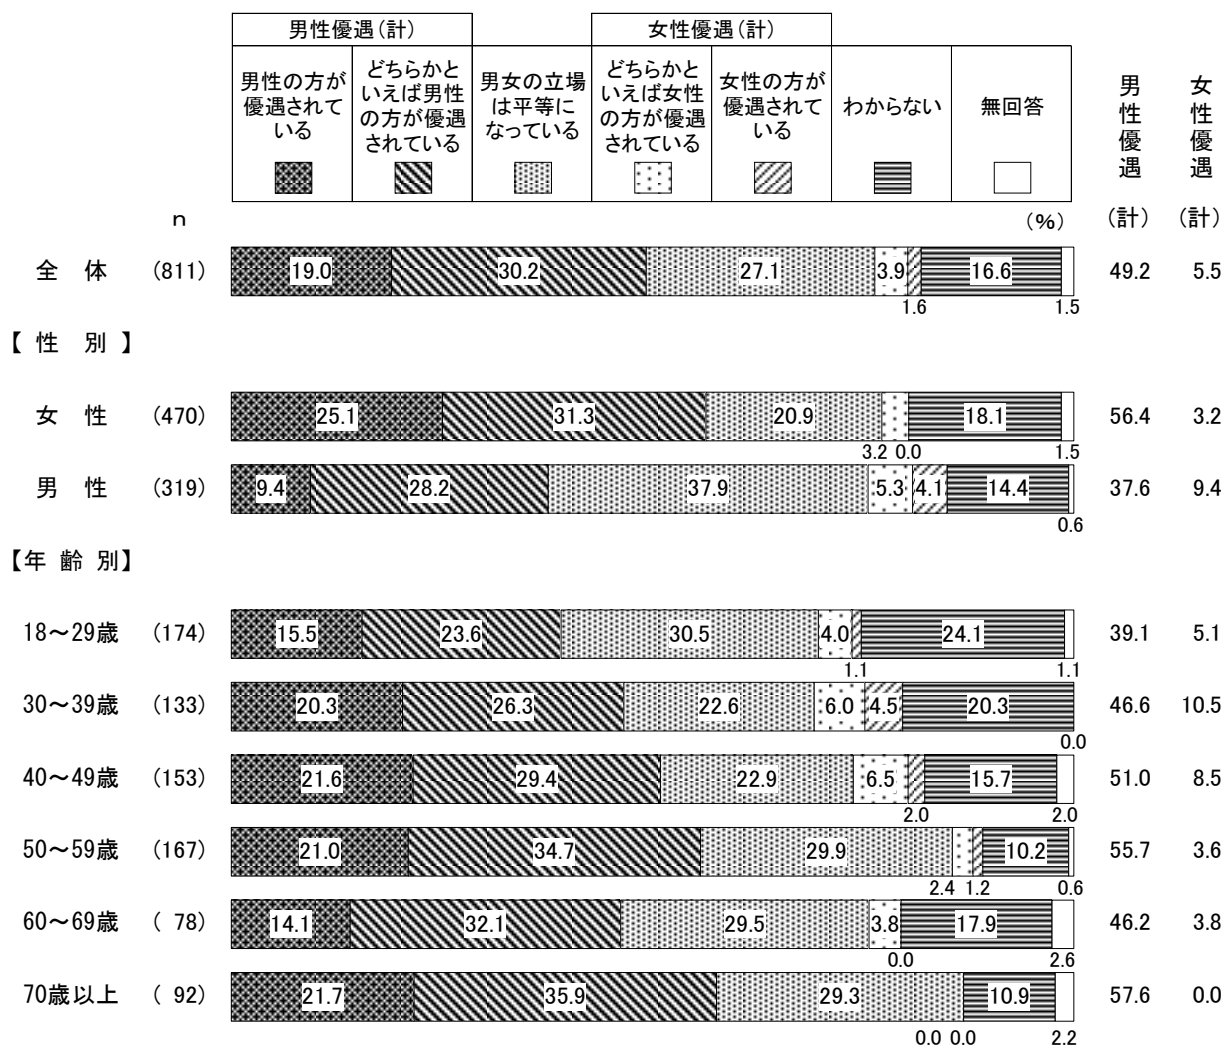 男性優遇（計） 女性優遇（計）
男性の方が優遇されている
どちらかといえば男性の方が優遇されている
男女の立場は平等になっている
どちらかといえば女性の方が優遇されている
女性の方が優遇されている
わからない
無回答
男性優遇（計）
女性優遇（計）
n (%)
全 体 (811) 19.0 30.2 27.1 3.9 1.6 16.6 1.5 49.2 5.5
【 性 別 】
女 性 (470) 25.1 31.3 20.9 3.2 0.0 18.1 1.5 56.4 3.2
男 性 (319) 9.4 28.2 37.9 5.3 4.1 14.4 0.6 37.6 9.4
【年 齢 別】
18～29歳 (174) 15.5 23.6 30.5 4.0 1.1 24.1 1.1 39.1 5.1
30～39歳 (133) 20.3 26.3 22.6 6.0 4.5 20.3 0.0 46.6 10.5
40～49歳 (153) 21.6 29.4 22.9 6.5 2.0 15.7 2.0 51.0 8.5
50～59歳 (167) 21.0 34.7 29.9 2.4 1.2 10.2 0.6 55.7 3.6
60～69歳 ( 78) 14.1 32.1 29.5 3.8 0.0 17.9 2.6 46.2 3.8
70歳以上 ( 92) 21.7 35.9 29.3 0.0 0.0 10.9 2.2 57.6 0.0